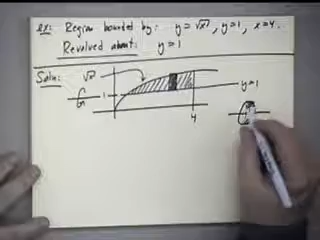 ex: Region bounded by: y = √x, y = 1, x = 4.
Revolved about: y = 1
Soln:
√x
y = 1
1
4